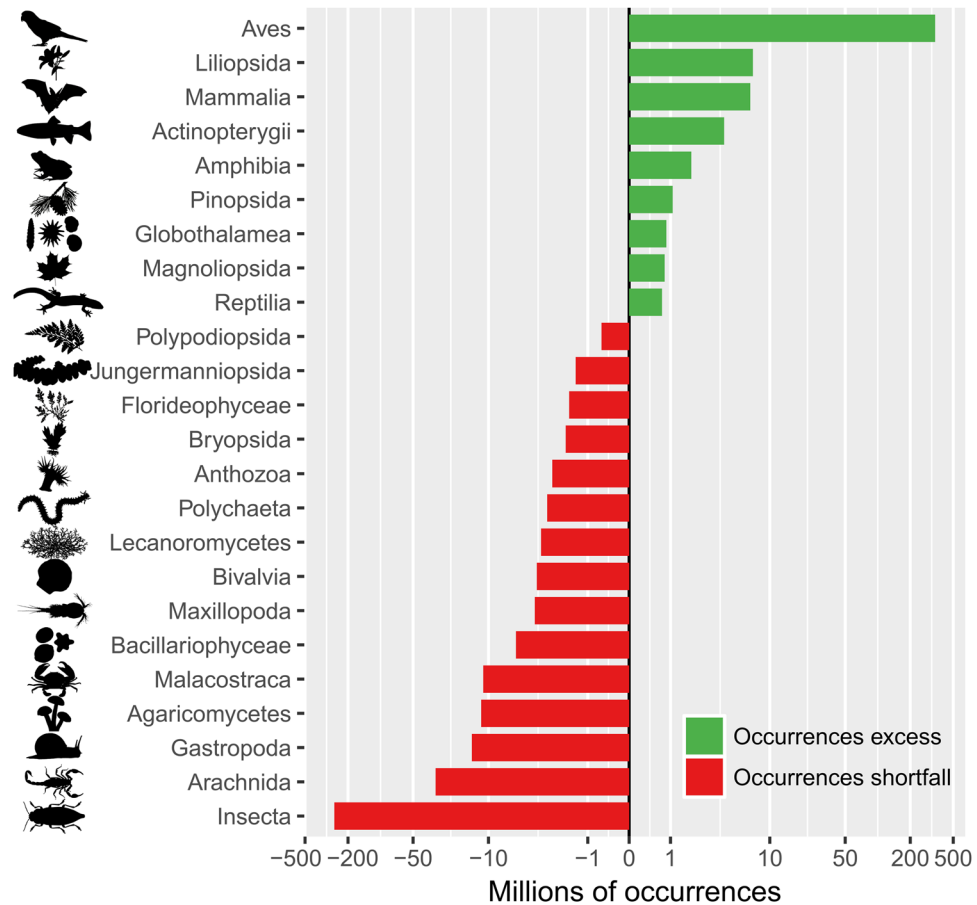 Aves
Liliopsida
Mammalia
Actinopterygii
Amphibia
Pinopsida
Globothalamea
Magnoliopsida
Reptilia
Polypodiopsida
Jungermanniopsida
Florideophyceae
Bryopsida
Anthozoa
Polychaeta
Lecanoromycetes
Bivalvia
Maxillopoda
Bacillariophyceae
Malacostraca
Agaricomycetes
Gastropoda
Arachnida
Insecta
Occurrences excess
Occurrences shortfall
−500 −200 −50 −10 −1 0 1 10 50 200 500
Millions of occurrences